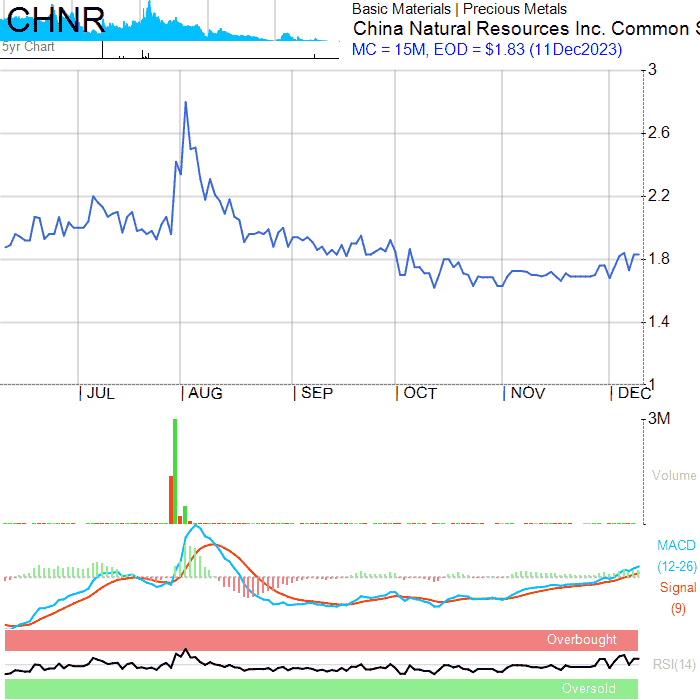 CHNR
5yr Chart
Basic Materials | Precious Metals
China Natural Resources Inc. Common S
MC = 15M, EOD = $1.83 (11Dec2023)
3
2.6
2.2
1.8
1.4
1
| JUL | AUG | SEP | OCT | NOV | DEC
3M
Volume
MACD
(12-26)
Signal
(9)
Overbought
RSI(14)
Oversold